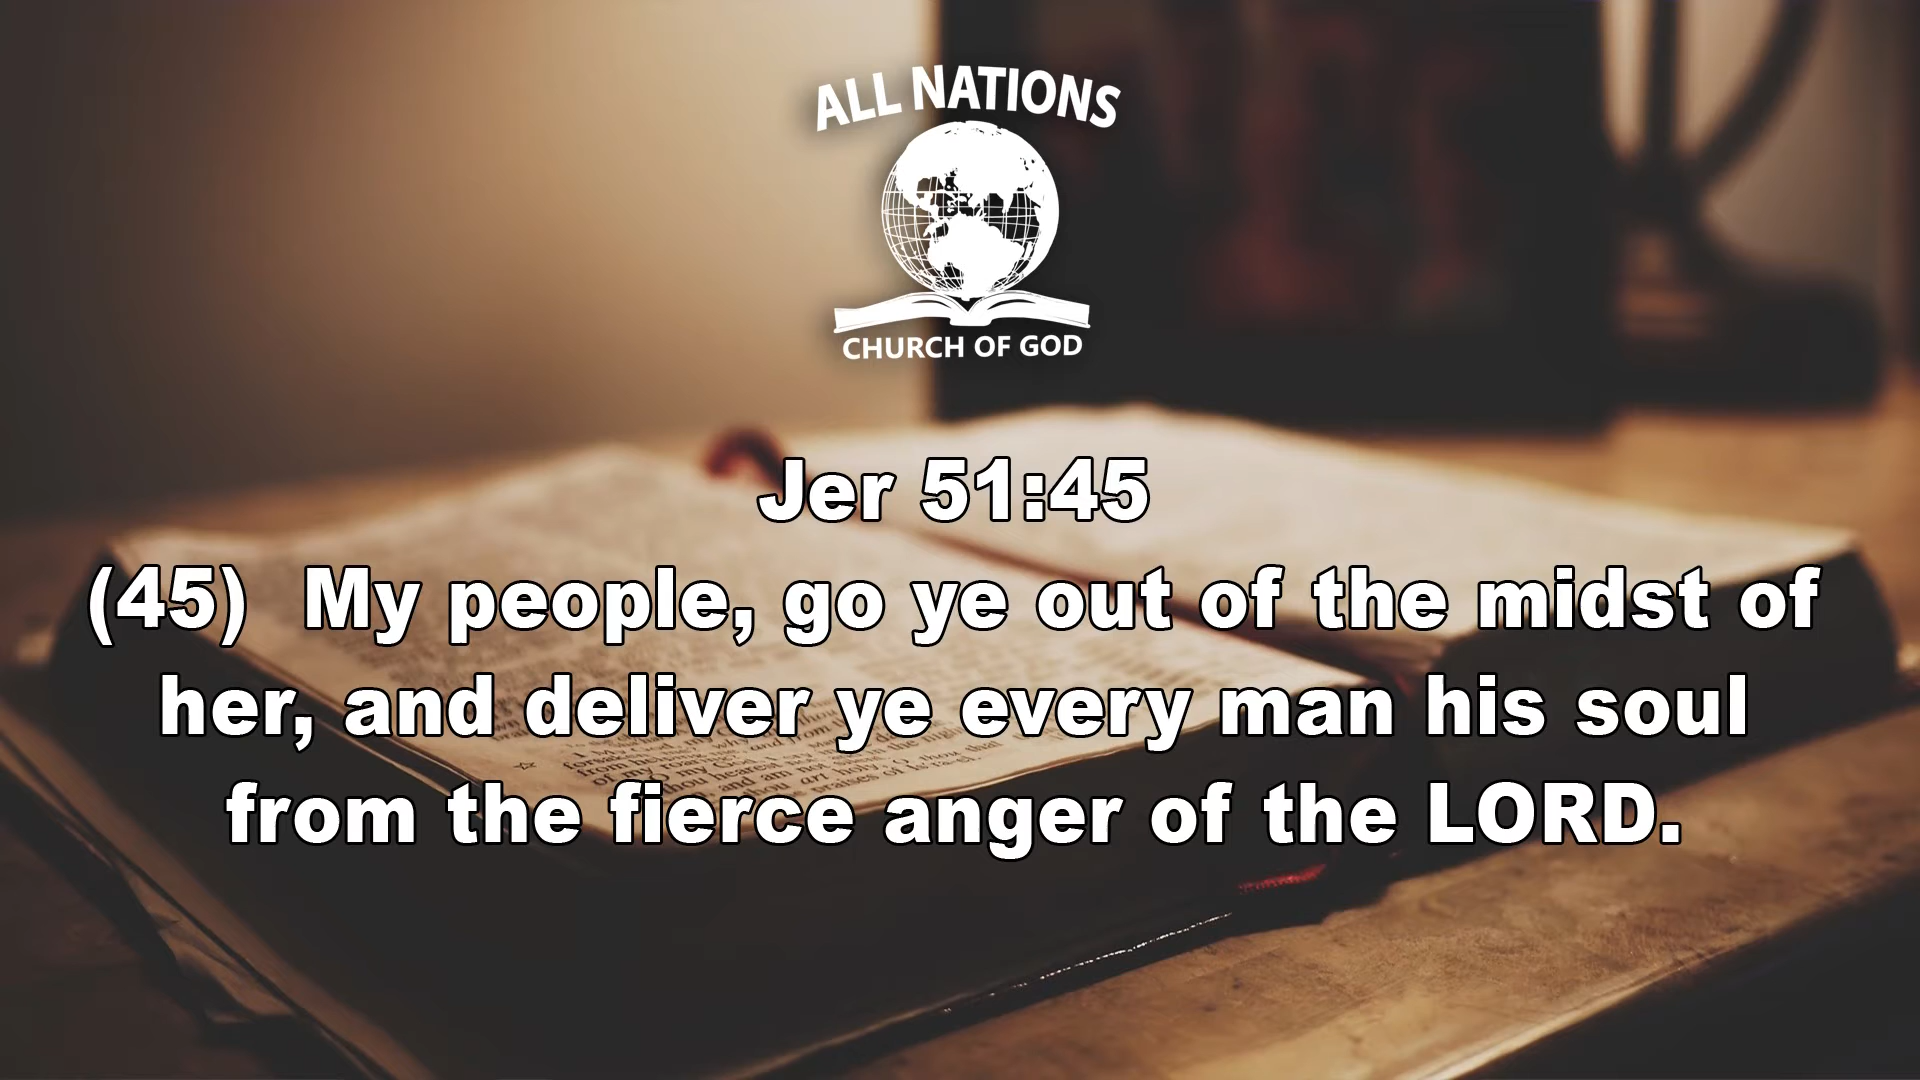 ALL NATIONS
CHURCH OF GOD
Jer 51:45
(45)  My people, go ye out of the midst of
her, and deliver ye every man his soul
from the fierce anger of the LORD.